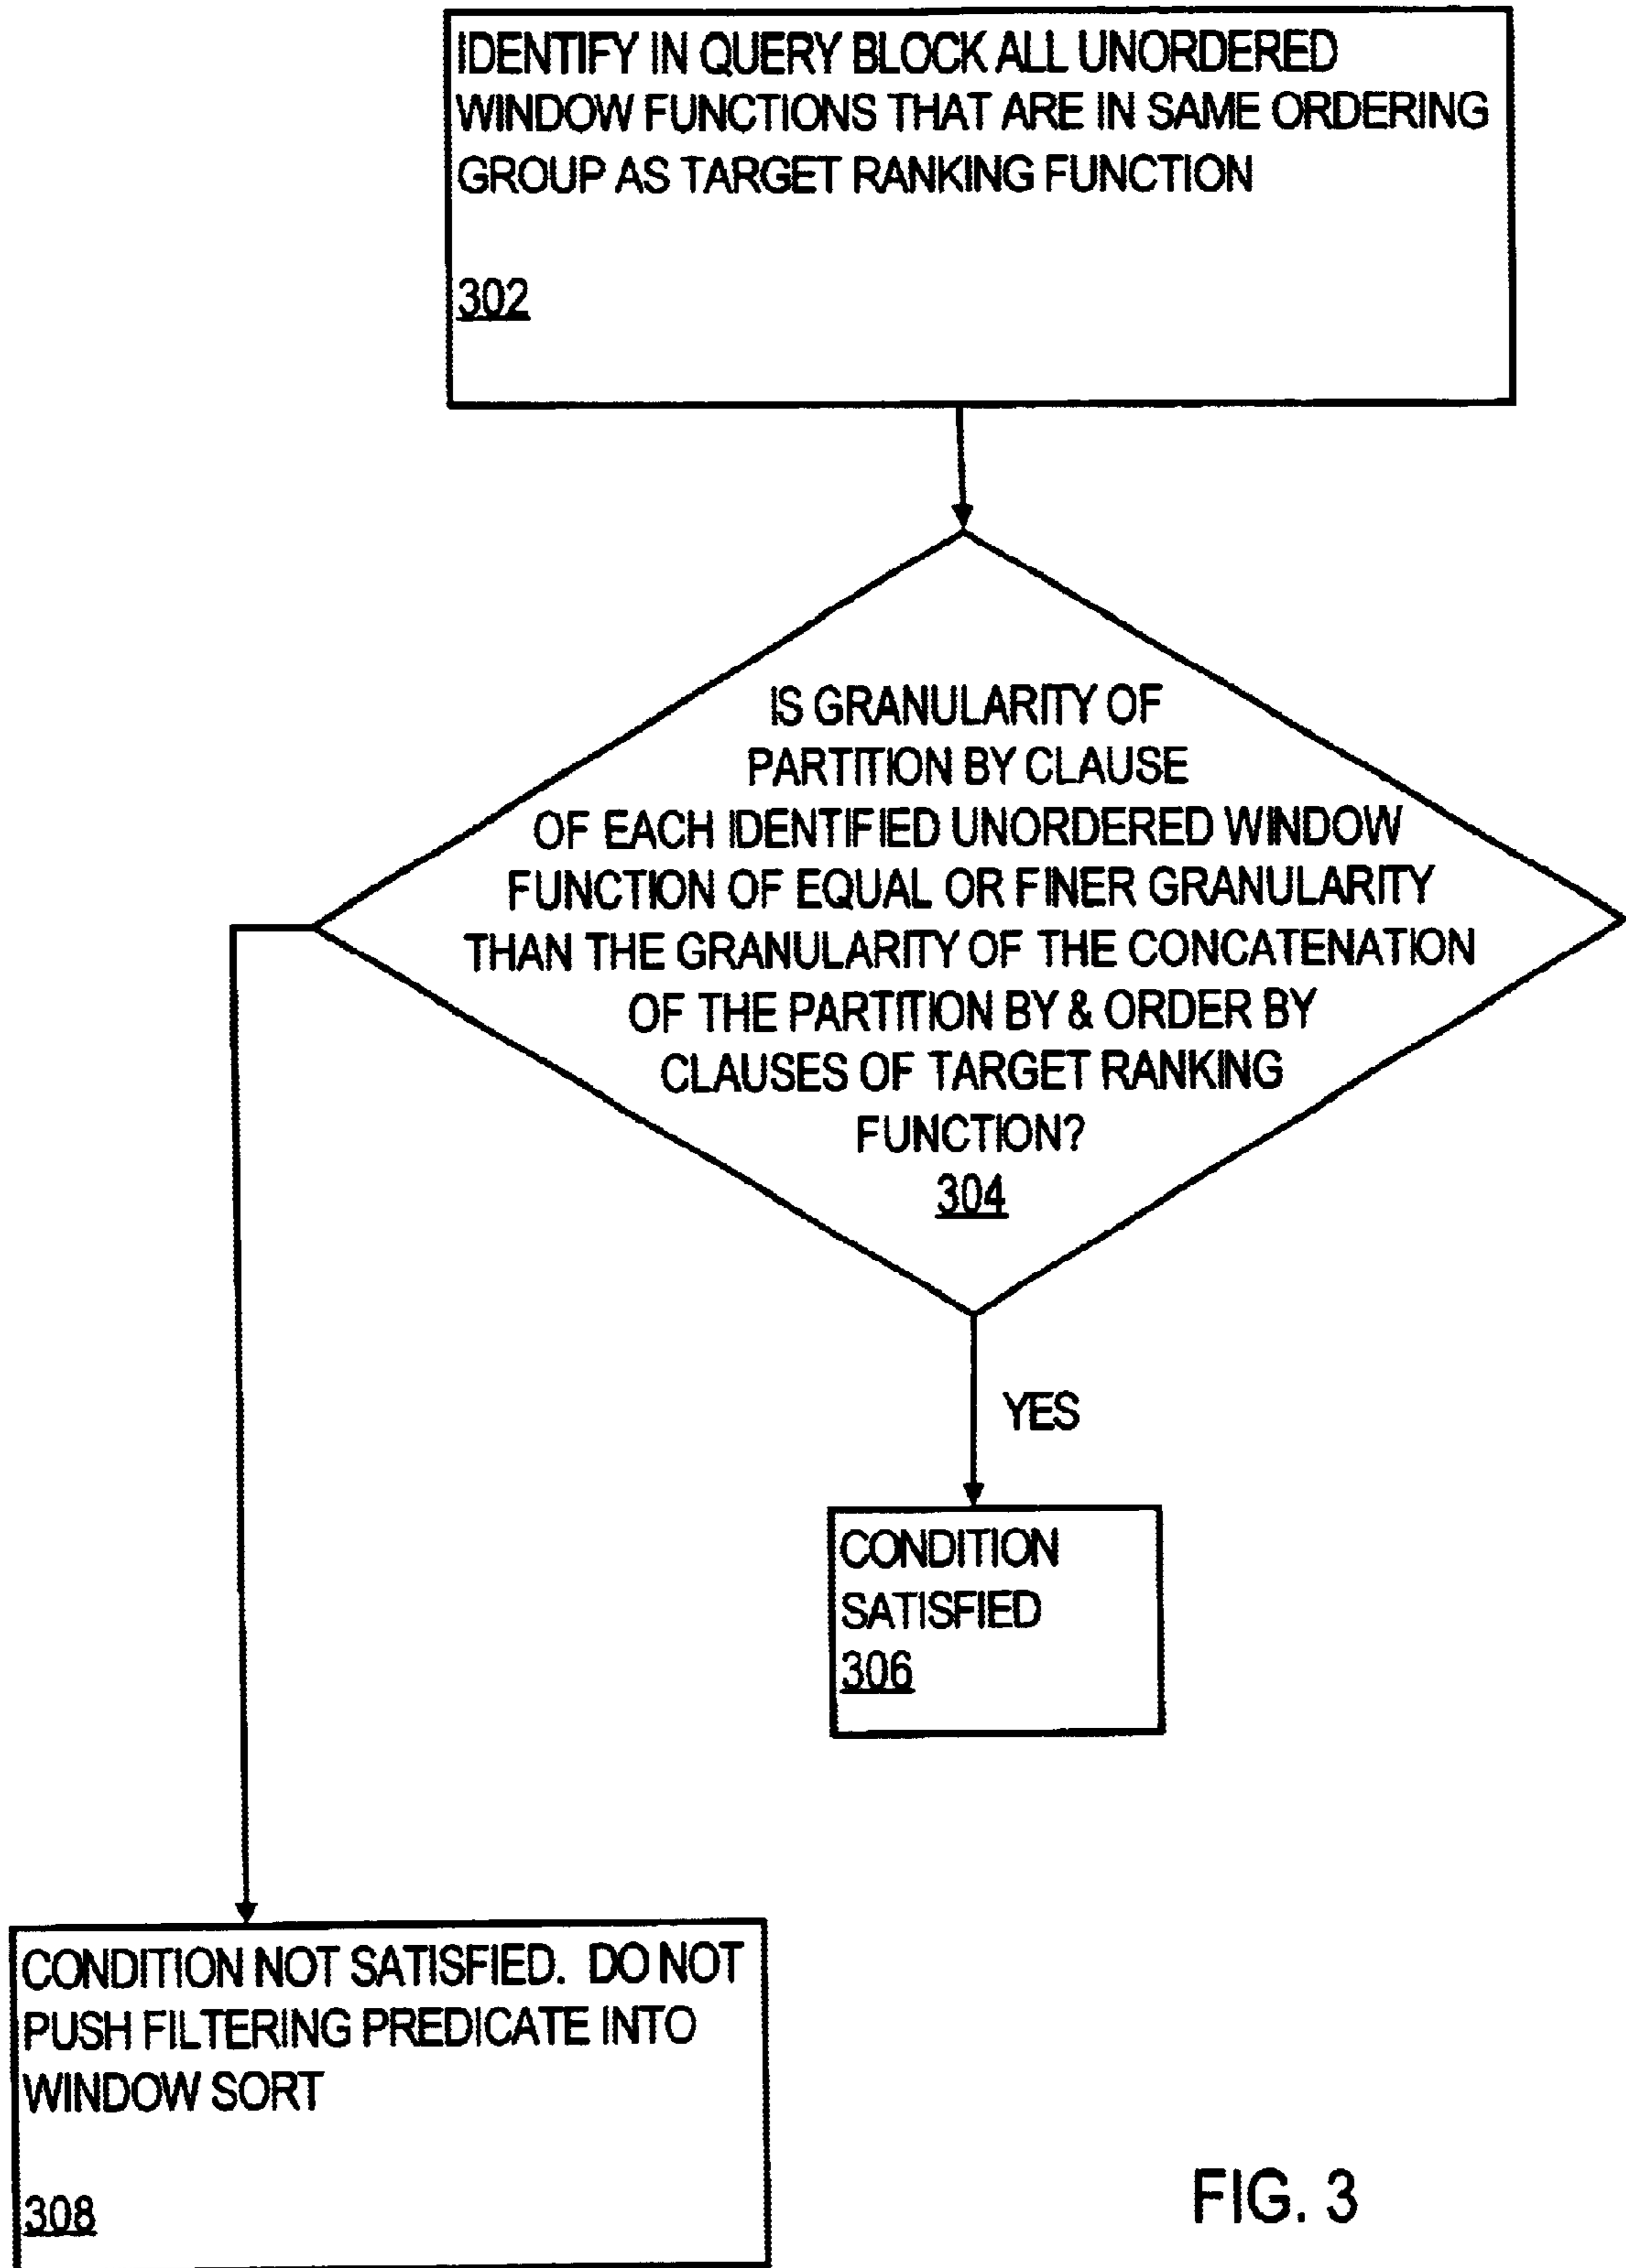 IDENTIFY IN QUERY BLOCK ALL UNORDERED
WINDOW FUNCTIONS THAT ARE IN SAME ORDERING
GROUP AS TARGET RANKING FUNCTION
302
IS GRANULARITY OF
PARTITION BY CLAUSE
OF EACH IDENTIFIED UNORDERED WINDOW
FUNCTION OF EQUAL OR FINER GRANULARITY
THAN THE GRANULARITY OF THE CONCATENATION
OF THE PARTITION BY & ORDER BY
CLAUSES OF TARGET RANKING
FUNCTION?
304
YES
CONDITION
SATISFIED
306
CONDITION NOT SATISFIED. DO NOT
PUSH FILTERING PREDICATE INTO
WINDOW SORT
308
FIG. 3